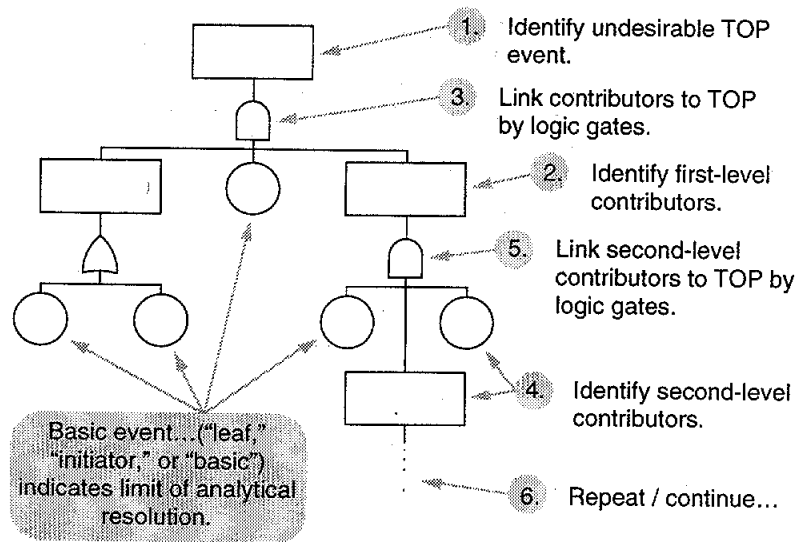 1. Identify undesirable TOP
event.
3. Link contributors to TOP
by logic gates.
2. Identify first-level
contributors.
5. Link second-level
contributors to TOP by
logic gates.
4. Identify second-level
contributors.
Basic event...("leaf,"
"initiator," or "basic")
indicates limit of analytical
resolution.
6. Repeat / continue...